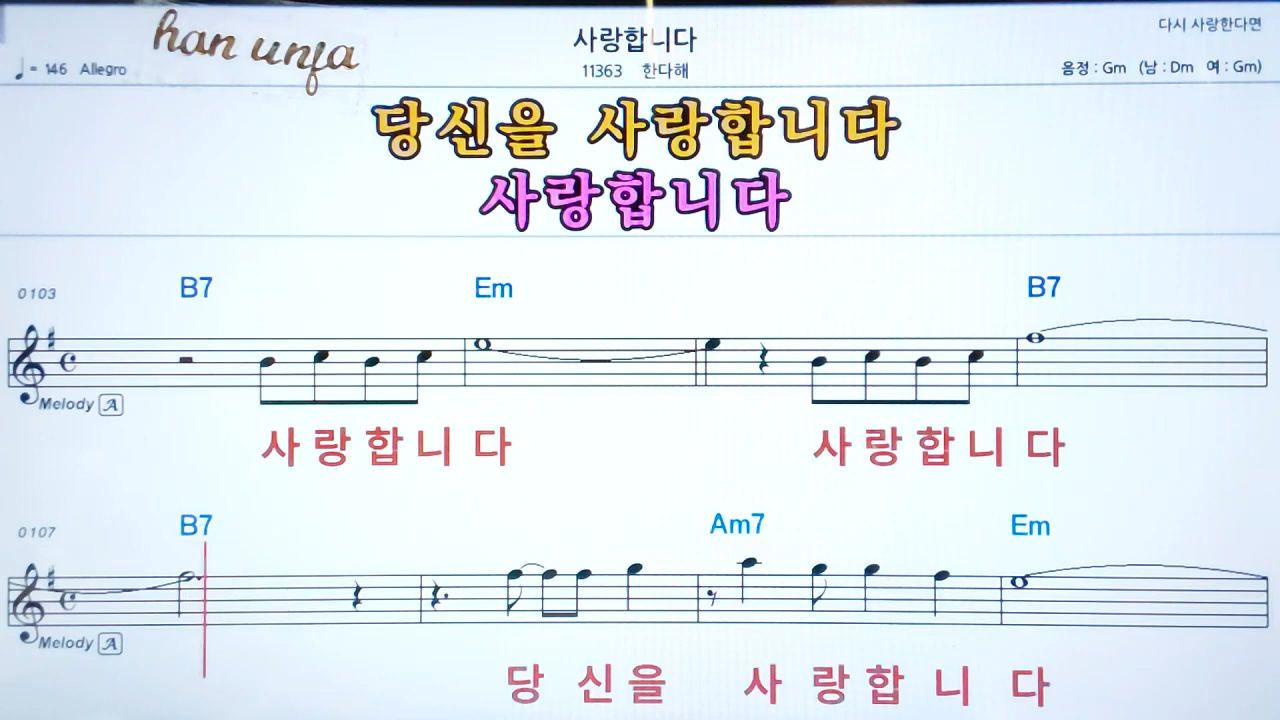 han unfa
사랑합니다
다시 사랑한다면
♩= 146 Allegro
11363 한다해
음정 : Gm (남 : Dm 여 : Gm)
당신을 사랑합니다
사랑합니다
0103 B7 Em B7
Melody A
사랑합니다 사랑합니다
0107 B7 Am7 Em
Melody A
당신을 사랑합니다